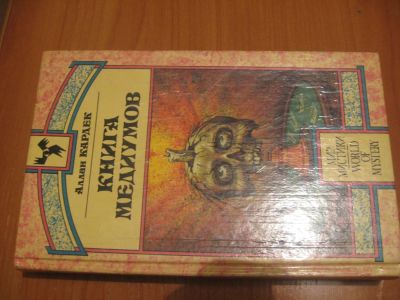 Аллан КАРДЕК
КНИГА
МЕДИУМОВ
МИР
МИСТИКИ
WORLD
OF
MYSTERY